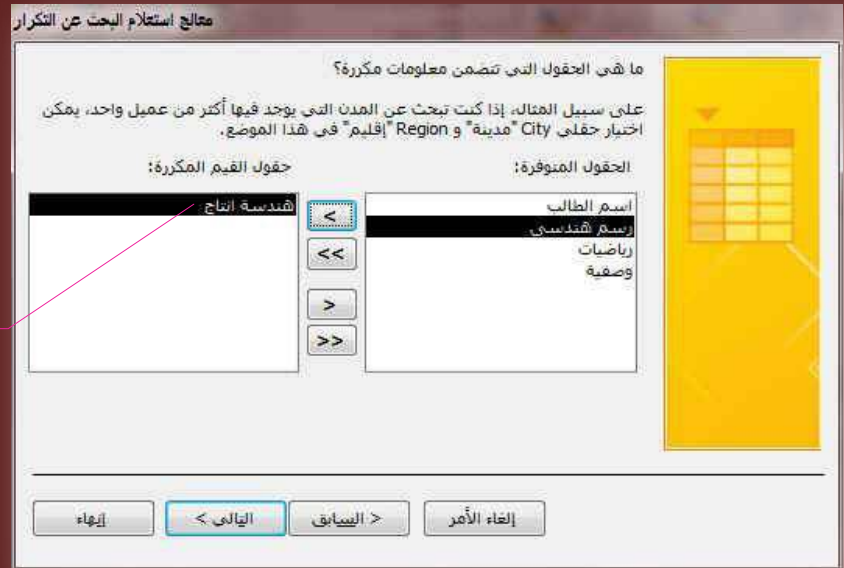 معالج استعلام البحث عن التكرار
ما هي الحقول التي تتضمن معلومات مكررة؟
على سبيل المثال، إذا كنت تبحث عن المدن التي يوجد فيها أكثر من عميل واحد، يمكن
اختيار حقلي City "مدينة" و Region "إقليم" في هذا الموضع.
الحقول المتوفرة:
حقول القيم المكررة:
اسم الطالب
رسم هندسي
رياضيات
وصفية
هندسة انتاج
<
<<
>
>>
إلغاء الأمر
< السابق
التالي >
إنهاء